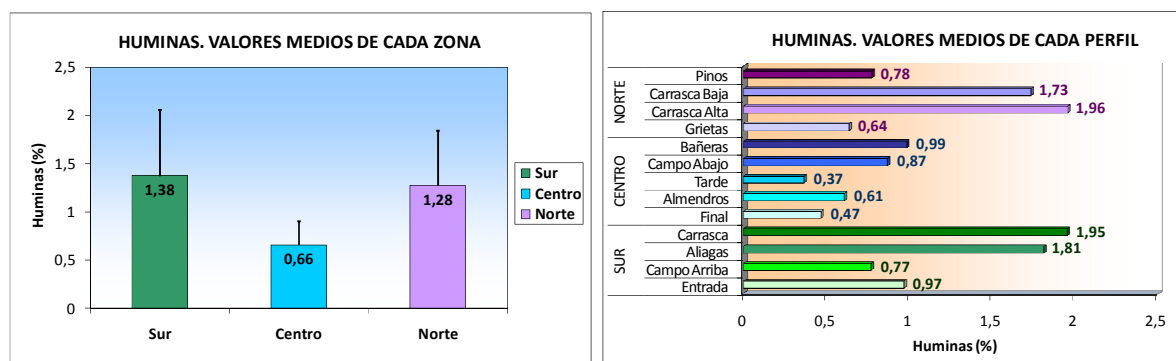 HUMINAS. VALORES MEDIOS DE CADA ZONA
2,5
2
1,5
1
0,5
0
Huminas (%)
1,38
0,66
1,28
Sur
Centro
Norte
Sur
Centro
Norte
HUMINAS. VALORES MEDIOS DE CADA PERFIL
NORTE
Pinos
0,78
Carrasca Baja
1,73
Carrasca Alta
1,96
Grietas
0,64
CENTRO
Bañeras
0,99
Campo Abajo
0,87
Tarde
0,37
Almendros
0,61
Final
0,47
SUR
Carrasca
1,95
Aliagas
1,81
Campo Arriba
0,77
Entrada
0,97
0
0,5
1
1,5
2
2,5
Huminas (%)